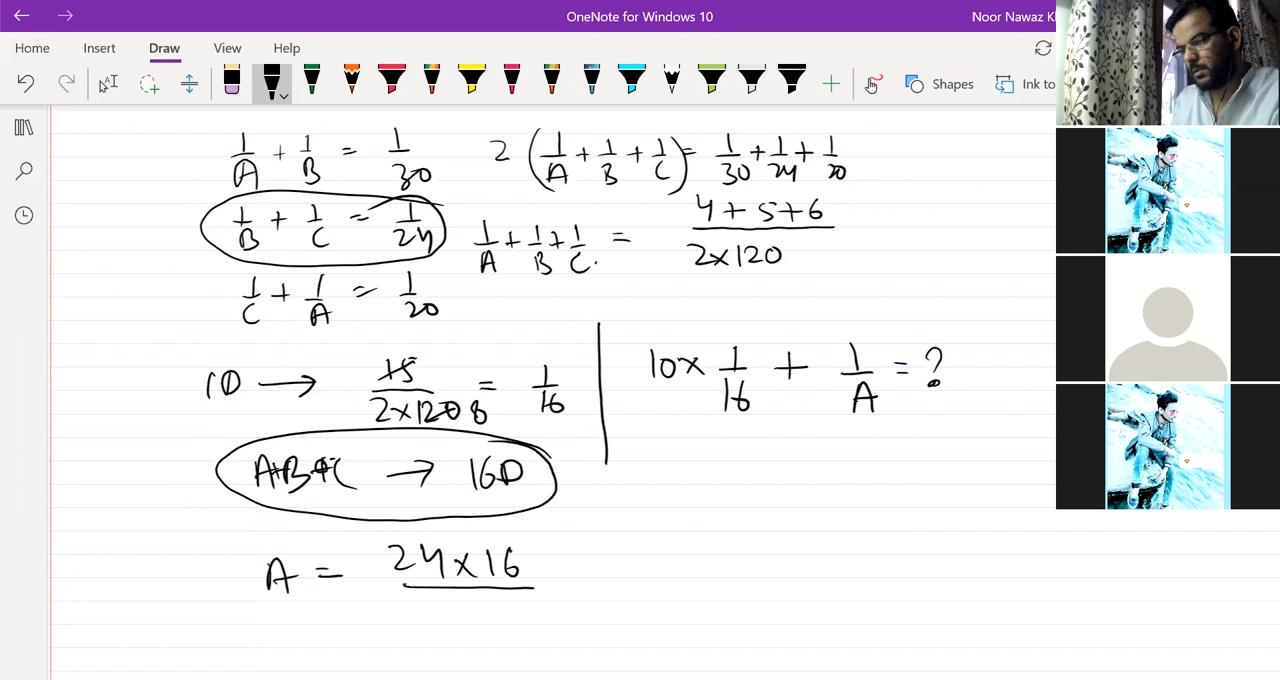 OneNote for Windows 10
Noor Nawaz Kh
Home Insert Draw View Help
Shapes
Ink to
1/A + 1/B = 1/30
2 (1/A + 1/B + 1/C) = 1/30 + 1/24 + 1/20
1/B + 1/C = 1/24
1/A + 1/B + 1/C = (4 + 5 + 6)/(2×120)
1/C + 1/A = 1/20
1D → 15/(2×120 8 = 1/16
10× 1/16 + 1/A = ?
A+B+C → 16D
A = 24×16